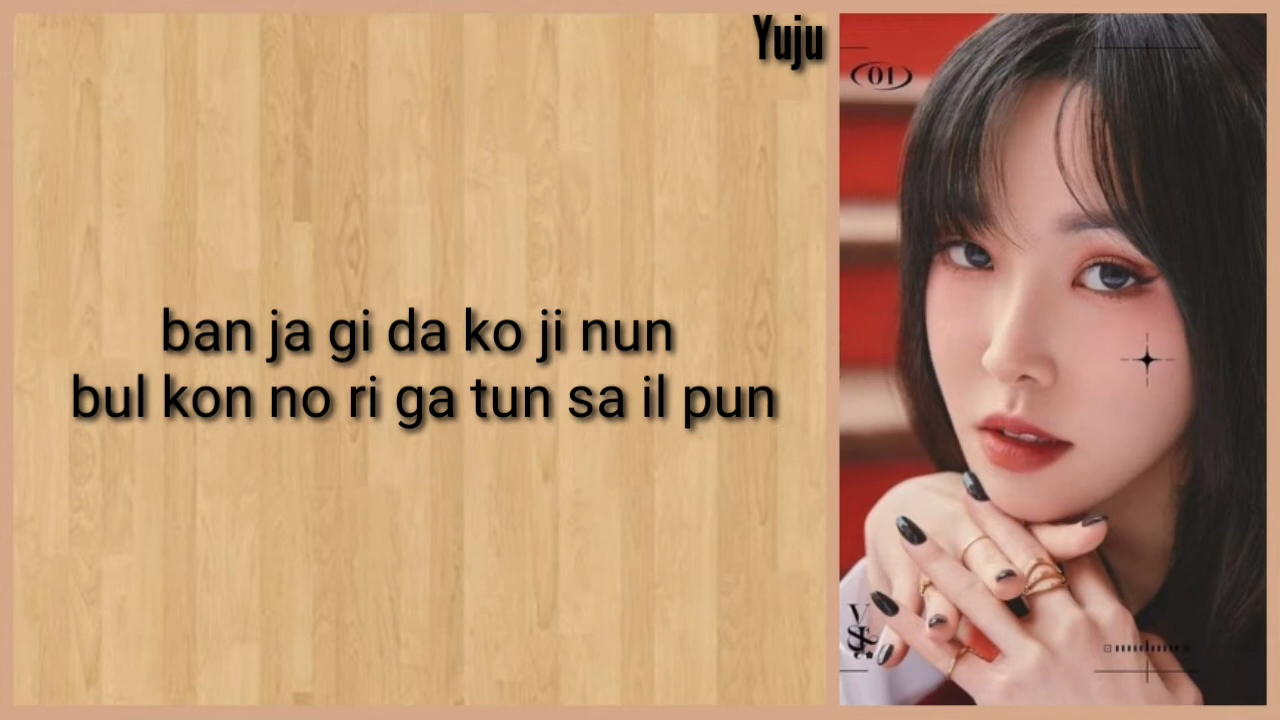 Yuju
01
ban ja gi da ko ji nun
bul kon no ri ga tun sa il pun